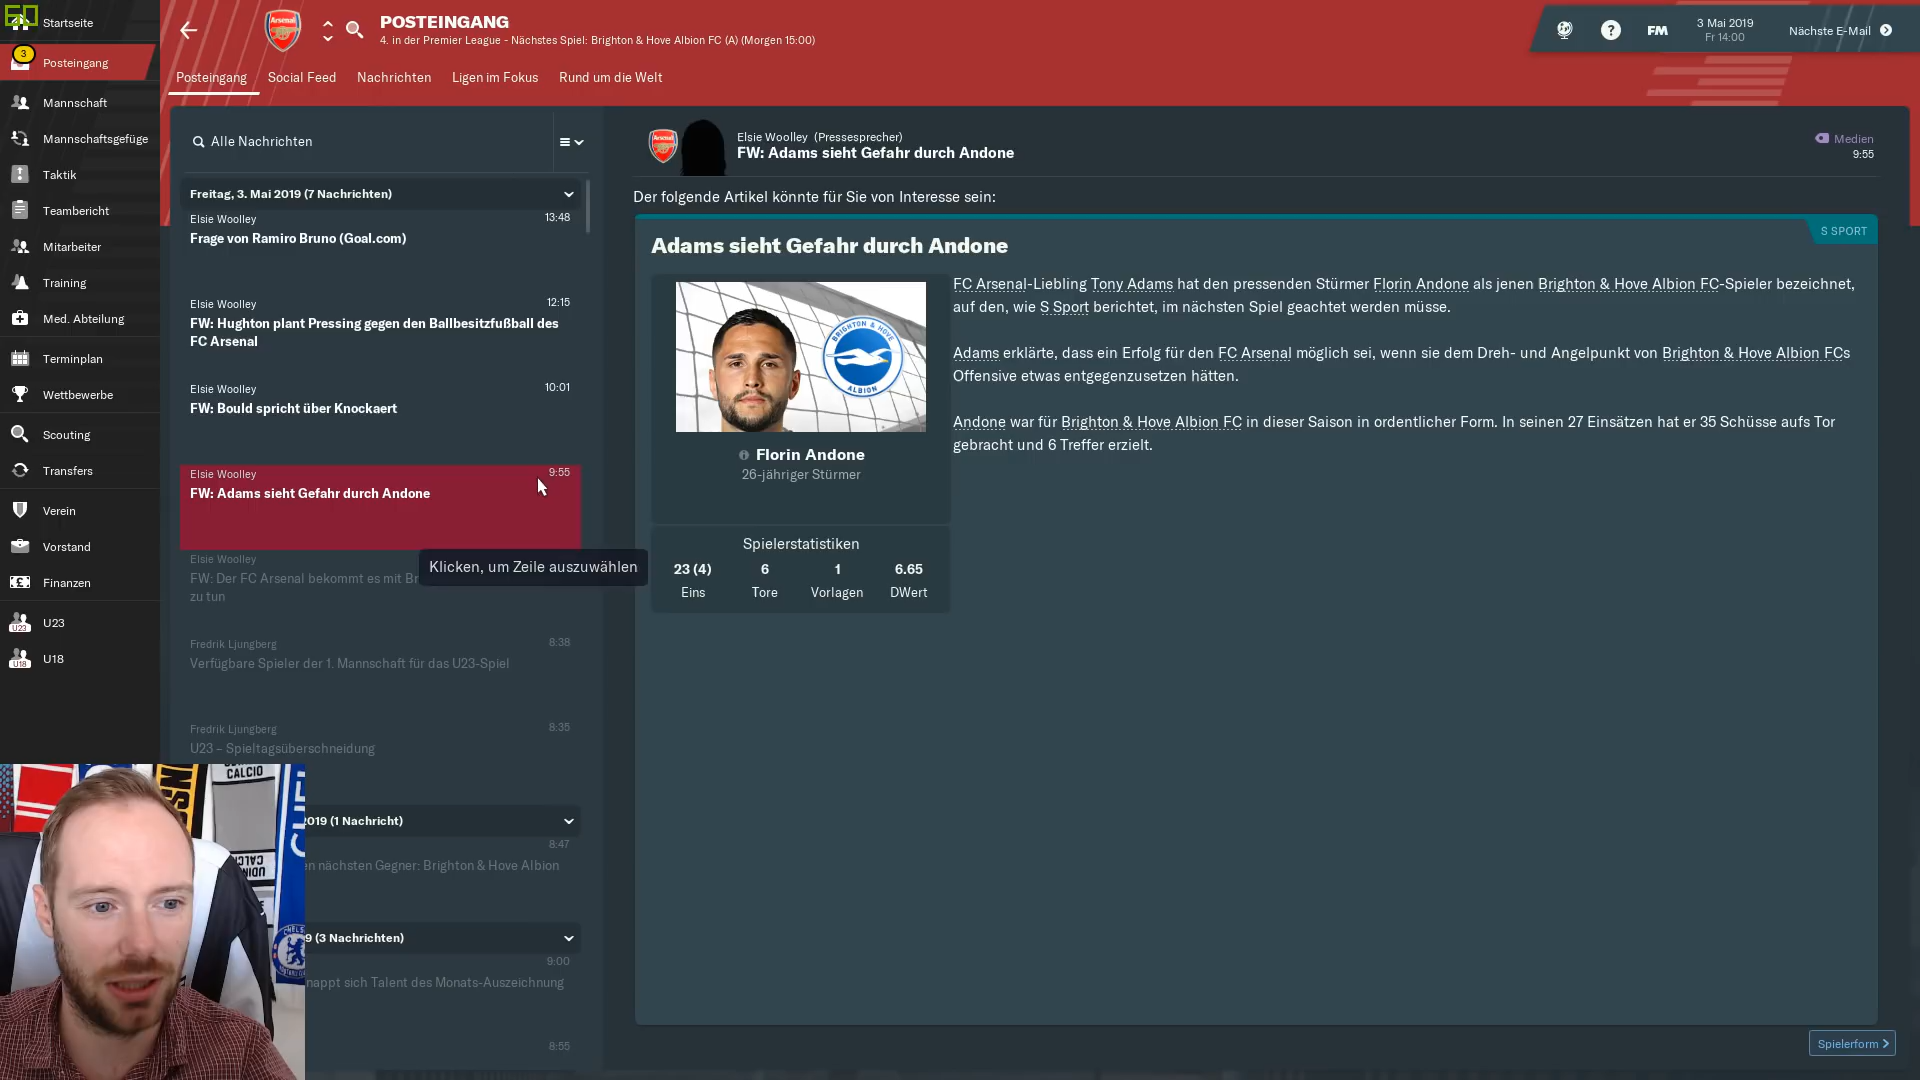 60
Startseite
3
Posteingang
Mannschaft
Mannschaftsgefüge
Taktik
Teambericht
Mitarbeiter
Training
Med. Abteilung
Terminplan
Wettbewerbe
Scouting
Transfers
Verein
Vorstand
Finanzen
U23
U23
U18
U18
Arsenal
POSTEINGANG
4. in der Premier League - Nächstes Spiel: Brighton & Hove Albion FC (A) (Morgen 15:00)
FM
3 Mai 2019
Fr 14:00
Nächste E-Mail
Posteingang
Social Feed
Nachrichten
Ligen im Fokus
Rund um die Welt
Alle Nachrichten
Freitag, 3. Mai 2019 (7 Nachrichten)
Elsie Woolley
13:48
Frage von Ramiro Bruno (Goal.com)
Elsie Woolley
12:15
FW: Hughton plant Pressing gegen den Ballbesitzfußball des
FC Arsenal
Elsie Woolley
10:01
FW: Bould spricht über Knockaert
Elsie Woolley
9:55
FW: Adams sieht Gefahr durch Andone
Elsie Woolley
FW: Der FC Arsenal bekommt es mit
zu tun
Klicken, um Zeile auszuwählen
Fredrik Ljungberg
8:38
Verfügbare Spieler der 1. Mannschaft für das U23-Spiel
Fredrik Ljungberg
8:35
U23 – Spieltagsüberschneidung
2019 (1 Nachricht)
8:47
en nächsten Gegner: Brighton & Hove Albion
9 (3 Nachrichten)
9:00
nappt sich Talent des Monats-Auszeichnung
8:55
Arsenal
Elsie Woolley (Pressesprecher)
FW: Adams sieht Gefahr durch Andone
Medien
9:55
Der folgende Artikel könnte für Sie von Interesse sein:
S SPORT
Adams sieht Gefahr durch Andone
BRIGHTON & HOVE
ALBION
Florin Andone
26-jähriger Stürmer
Spielerstatistiken
23 (4) 6 1 6.65
Eins Tore Vorlagen DWert
FC Arsenal-Liebling Tony Adams hat den pressenden Stürmer Florin Andone als jenen Brighton & Hove Albion FC-Spieler bezeichnet,
auf den, wie S Sport berichtet, im nächsten Spiel geachtet werden müsse.
Adams erklärte, dass ein Erfolg für den FC Arsenal möglich sei, wenn sie dem Dreh- und Angelpunkt von Brighton & Hove Albion FCs
Offensive etwas entgegenzusetzen hätten.
Andone war für Brighton & Hove Albion FC in dieser Saison in ordentlicher Form. In seinen 27 Einsätzen hat er 35 Schüsse aufs Tor
gebracht und 6 Treffer erzielt.
Spielerform
CALCIO